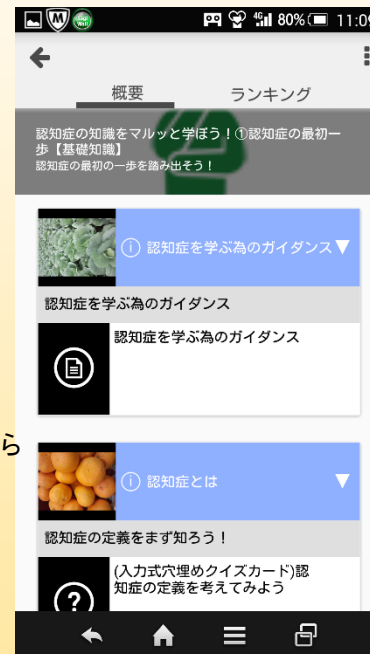 80% 11:09
概要 ランキング
認知症の知識をマルッと学ぼう！①認知症の最初一
歩【基礎知識】
認知症の最初の一歩を踏み出そう！
認知症を学ぶ為のガイダンス▼
認知症を学ぶ為のガイダンス
認知症を学ぶ為のガイダンス
ら
認知症とは ▼
認知症の定義をまず知ろう！
(入力式穴埋めクイズカード)認
知症の定義を考えてみよう